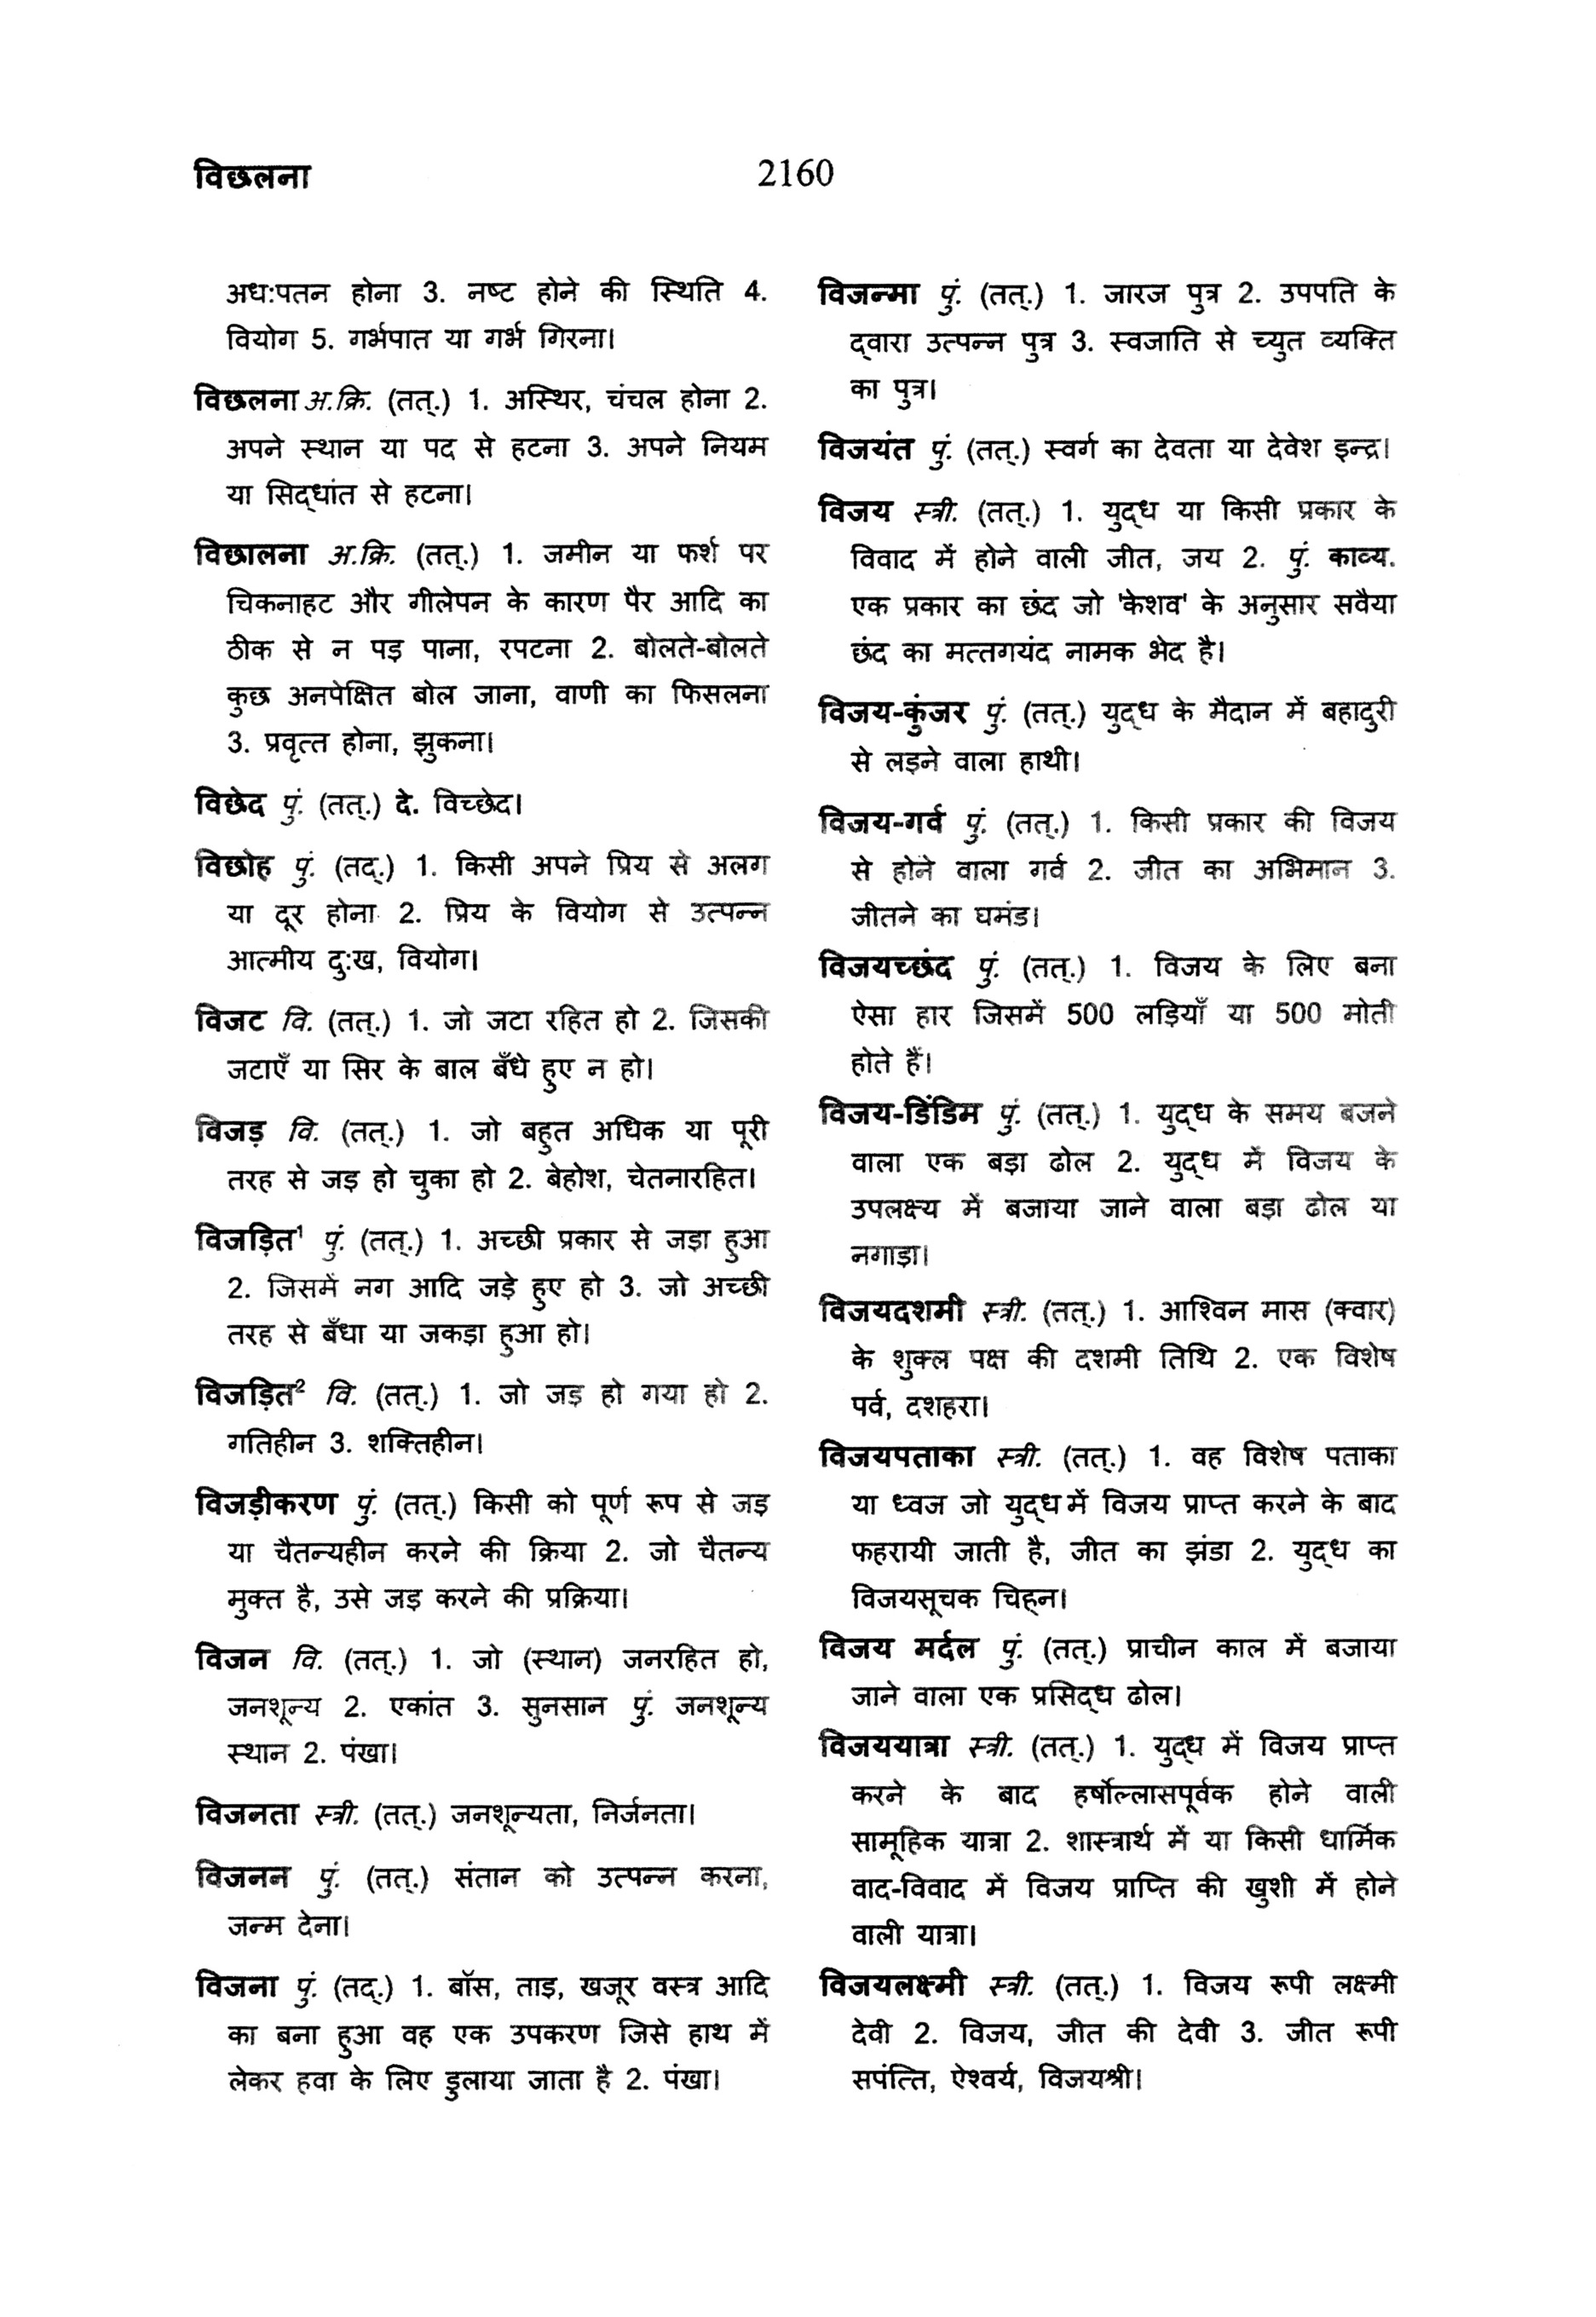 विछलना
2160
अध:पतन होना 3. नष्ट होने की स्थिति 4.
वियोग 5. गर्भपात या गर्भ गिरना।
विछलना अ.क्रि. (तत्.) 1. अस्थिर, चंचल होना 2.
अपने स्थान या पद से हटना 3. अपने नियम
या सिद्धांत से हटना।
विछालना अ.क्रि. (तत्.) 1. जमीन या फर्श पर
चिकनाहट और गीलेपन के कारण पैर आदि का
ठीक से न पड़ पाना, रपटना 2. बोलते-बोलते
कुछ अनपेक्षित बोल जाना, वाणी का फिसलना
3. प्रवृत्त होना, झुकना।
विछेद पुं. (तत्.) दे. विच्छेद।
विछोह पुं. (तद्.) 1. किसी अपने प्रिय से अलग
या दूर होना 2. प्रिय के वियोग से उत्पन्न
आत्मीय दु:ख, वियोग।
विजट वि. (तत्.) 1. जो जटा रहित हो 2. जिसकी
जटाएँ या सिर के बाल बँधे हुए न हो।
विजड़ वि. (तत्.) 1. जो बहुत अधिक या पूरी
तरह से जड़ हो चुका हो 2. बेहोश, चेतनारहित।
विजड़ित¹ पुं. (तत्.) 1. अच्छी प्रकार से जड़ा हुआ
2. जिसमें नग आदि जड़े हुए हो 3. जो अच्छी
तरह से बँधा या जकड़ा हुआ हो।
विजड़ित² वि. (तत्.) 1. जो जड़ हो गया हो 2.
गतिहीन 3. शक्तिहीन।
विजड़ीकरण पुं. (तत्.) किसी को पूर्ण रूप से जड़
या चैतन्यहीन करने की क्रिया 2. जो चैतन्य
मुक्त है, उसे जड़ करने की प्रक्रिया।
विजन वि. (तत्.) 1. जो (स्थान) जनरहित हो,
जनशून्य 2. एकांत 3. सुनसान पुं. जनशून्य
स्थान 2. पंखा।
विजनता स्त्री. (तत्.) जनशून्यता, निर्जनता।
विजनन पुं. (तत्.) संतान को उत्पन्न करना,
जन्म देना।
विजना पुं. (तद्.) 1. बॉस, ताड़, खजूर वस्त्र आदि
का बना हुआ वह एक उपकरण जिसे हाथ में
लेकर हवा के लिए डुलाया जाता है 2. पंखा।
विजन्मा पुं. (तत्.) 1. जारज पुत्र 2. उपपति के
द्वारा उत्पन्न पुत्र 3. स्वजाति से च्युत व्यक्ति
का पुत्र।
विजयंत पुं. (तत्.) स्वर्ग का देवता या देवेश इन्द्र।
विजय स्त्री. (तत्.) 1. युद्ध या किसी प्रकार के
विवाद में होने वाली जीत, जय 2. पुं. काव्य.
एक प्रकार का छंद जो 'केशव' के अनुसार सवैया
छंद का मत्तगयंद नामक भेद है।
विजय-कुंजर पुं. (तत्.) युद्ध के मैदान में बहादुरी
से लड़ने वाला हाथी।
विजय-गर्व पुं. (तत्.) 1. किसी प्रकार की विजय
से होने वाला गर्व 2. जीत का अभिमान 3.
जीतने का घमंड।
विजयच्छंद पुं. (तत्.) 1. विजय के लिए बना
ऐसा हार जिसमें 500 लड़ियाँ या 500 मोती
होते हैं।
विजय-डिंडिम पुं. (तत्.) 1. युद्ध के समय बजने
वाला एक बड़ा ढोल 2. युद्ध में विजय के
उपलक्ष्य में बजाया जाने वाला बड़ा ढोल या
नगाड़ा।
विजयदशमी स्त्री. (तत्.) 1. आश्विन मास (क्वार)
के शुक्ल पक्ष की दशमी तिथि 2. एक विशेष
पर्व, दशहरा।
विजयपताका स्त्री. (तत्.) 1. वह विशेष पताका
या ध्वज जो युद्ध में विजय प्राप्त करने के बाद
फहरायी जाती है, जीत का झंडा 2. युद्ध का
विजयसूचक चिह्न।
विजय मर्दल पुं. (तत्.) प्राचीन काल में बजाया
जाने वाला एक प्रसिद्ध ढोल।
विजययात्रा स्त्री. (तत्.) 1. युद्ध में विजय प्राप्त
करने के बाद हर्षोल्लासपूर्वक होने वाली
सामूहिक यात्रा 2. शास्त्रार्थ में या किसी धार्मिक
वाद-विवाद में विजय प्राप्ति की खुशी में होने
वाली यात्रा।
विजयलक्ष्मी स्त्री. (तत्.) 1. विजय रूपी लक्ष्मी
देवी 2. विजय, जीत की देवी 3. जीत रूपी
सपंत्ति, ऐश्वर्य, विजयश्री।